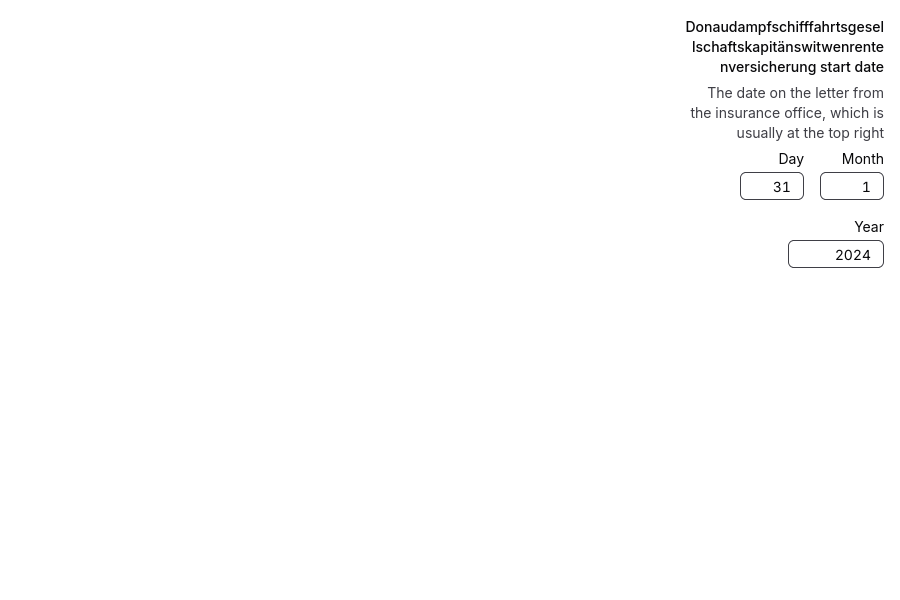 Donaudampfschifffahrtsgesel
lschaftskapitänswitwenrente
nversicherung start date
The date on the letter from
the insurance office, which is
usually at the top right
Day Month
31 1
Year
2024